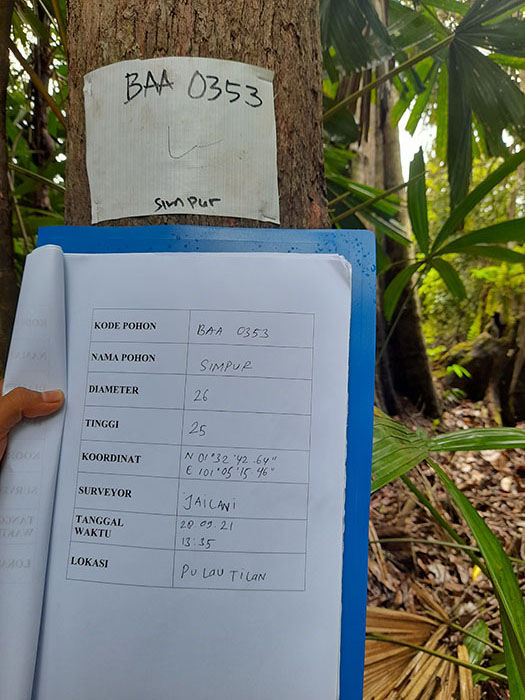 BAA 0353
simpur
KODE POHON BAA 0353
NAMA POHON SIMPUR
DIAMETER 26
TINGGI 25
KOORDINAT N 01°32'42.64"
E 101°05'15.46"
SURVEYOR JAILANI
TANGGAL 28.09.21
WAKTU 13:35
LOKASI PULAU TILAN